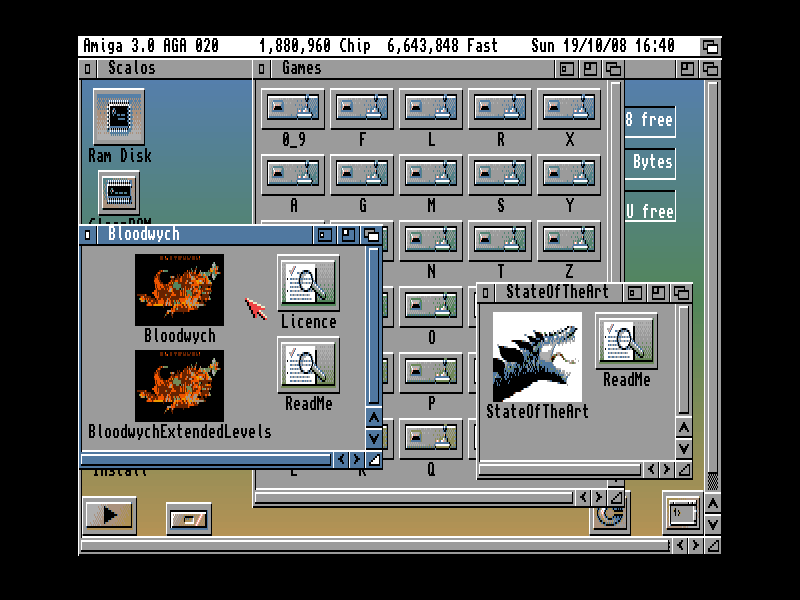 Amiga 3.0 AGA 020 1,880,960 Chip 6,643,848 Fast Sun 19/10/08 16:40
Scalos
Games
Ram Disk
0_9 F L R X
8 free
Bytes
U free
A G M S Y
Bloodwych
N T Z
Bloodwych
Licence
BloodwychExtendedLevels
ReadMe
O
P
Q
StateOfTheArt
StateOfTheArt
ReadMe
Install